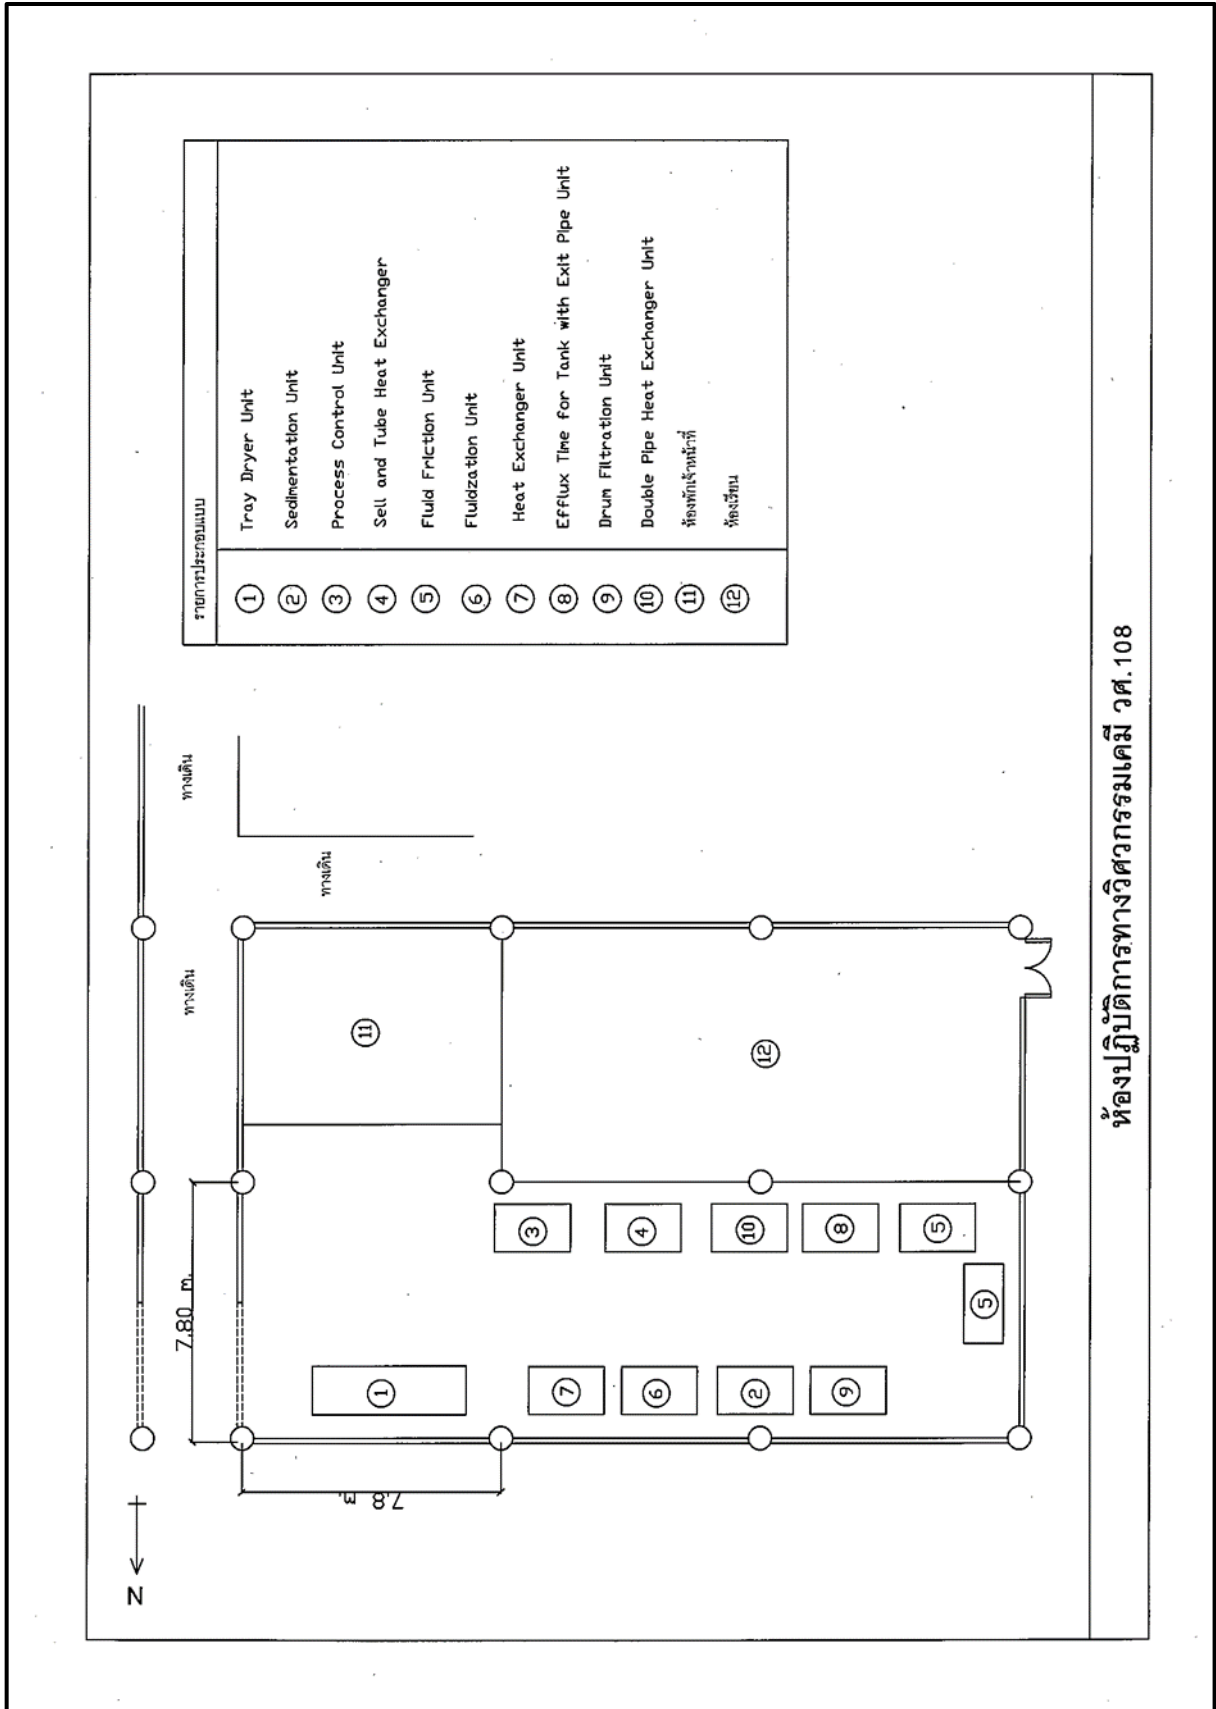 รายการประกอบแบบ
1 Tray Dryer Unit
2 Sedimentation Unit
3 Process Control Unit
4 Sell and Tube Heat Exchanger
5 Fluid Friction Unit
6 Fluidzation Unit
7 Heat Exchanger Unit
8 Efflux Time for Tank with Exit Pipe Unit
9 Drum Filtration Unit
10 Double Pipe Heat Exchanger Unit
11 ห้องพักเจ้าหน้าที่
12 ห้องเรียน
N
7.80 m.
ทางเดิน
ทางเดิน
ทางเดิน
7.8 m.
1
11
7
3
6
4
2
10
12
9
8
5
5
ห้องปฏิบัติการทางวิศวกรรมเคมี วศ.108